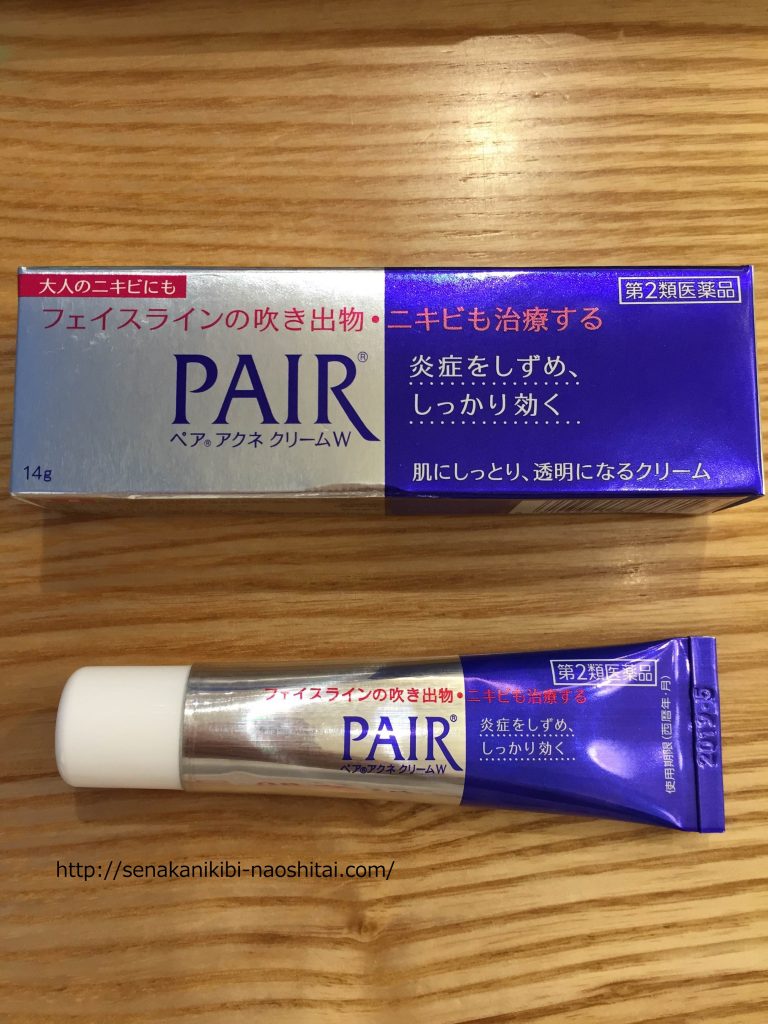 大人のニキビにも
第2類医薬品
フェイスラインの吹き出物・ニキビも治療する
PAIR®
ペア®アクネ クリームW
炎症をしずめ、
しっかり効く
14g
肌にしっとり、透明になるクリーム
第2類医薬品
フェイスラインの吹き出物・ニキビも治療する
PAIR®
ペア®アクネ クリームW
炎症をしずめ、
しっかり効く
使用期限(西暦年・月)
2019.5
http://senakanikibi-naoshitai.com/